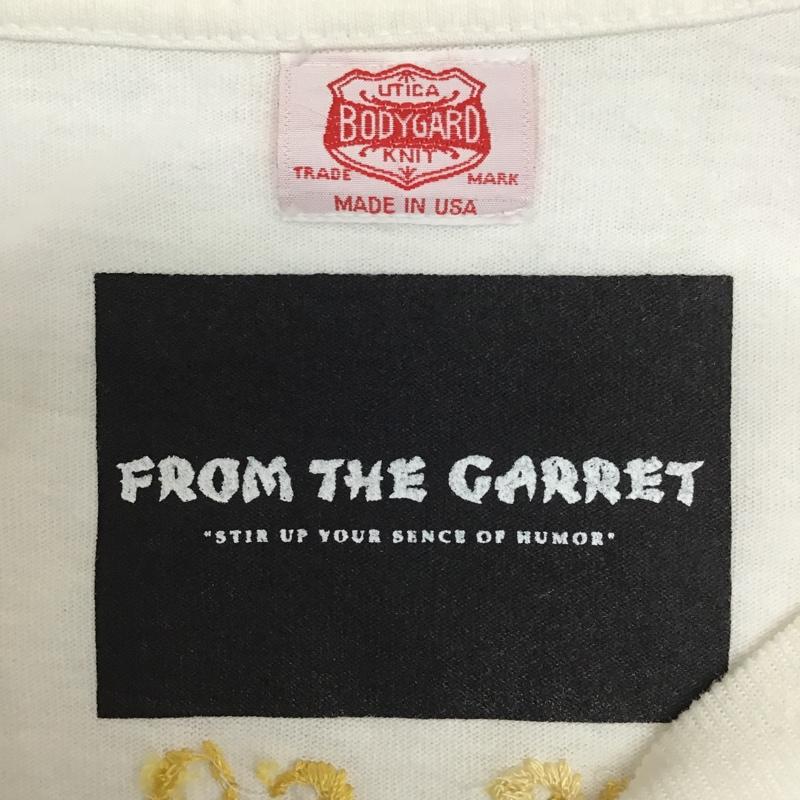 UTICA
BODYGARD
KNIT
TRADE MARK
MADE IN USA
FROM THE GARRET
"STIR UP YOUR SENCE OF HUMOR"